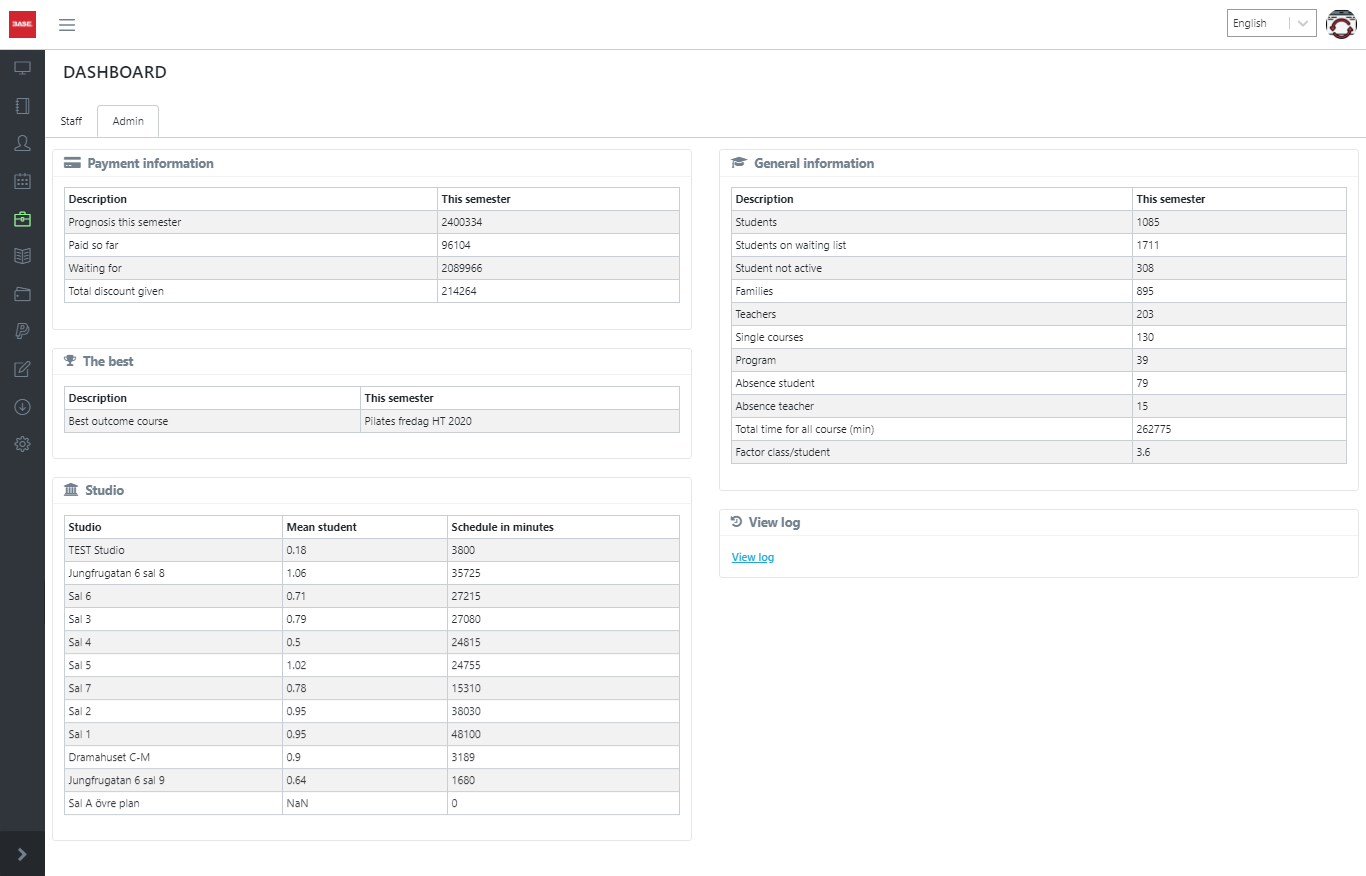 BASE
English
DASHBOARD
Staff
Admin
Payment information
Description This semester
Prognosis this semester 2400334
Paid so far 96104
Waiting for 2089966
Total discount given 214264
The best
Description This semester
Best outcome course Pilates fredag HT 2020
Studio
Studio Mean student Schedule in minutes
TEST Studio 0.18 3800
Jungfrugatan 6 sal 8 1.06 35725
Sal 6 0.71 27215
Sal 3 0.79 27080
Sal 4 0.5 24815
Sal 5 1.02 24755
Sal 7 0.78 15310
Sal 2 0.95 38030
Sal 1 0.95 48100
Dramahuset C-M 0.9 3189
Jungfrugatan 6 sal 9 0.64 1680
Sal A övre plan NaN 0
General information
Description This semester
Students 1085
Students on waiting list 1711
Student not active 308
Families 895
Teachers 203
Single courses 130
Program 39
Absence student 79
Absence teacher 15
Total time for all course (min) 262775
Factor class/student 3.6
View log
View log